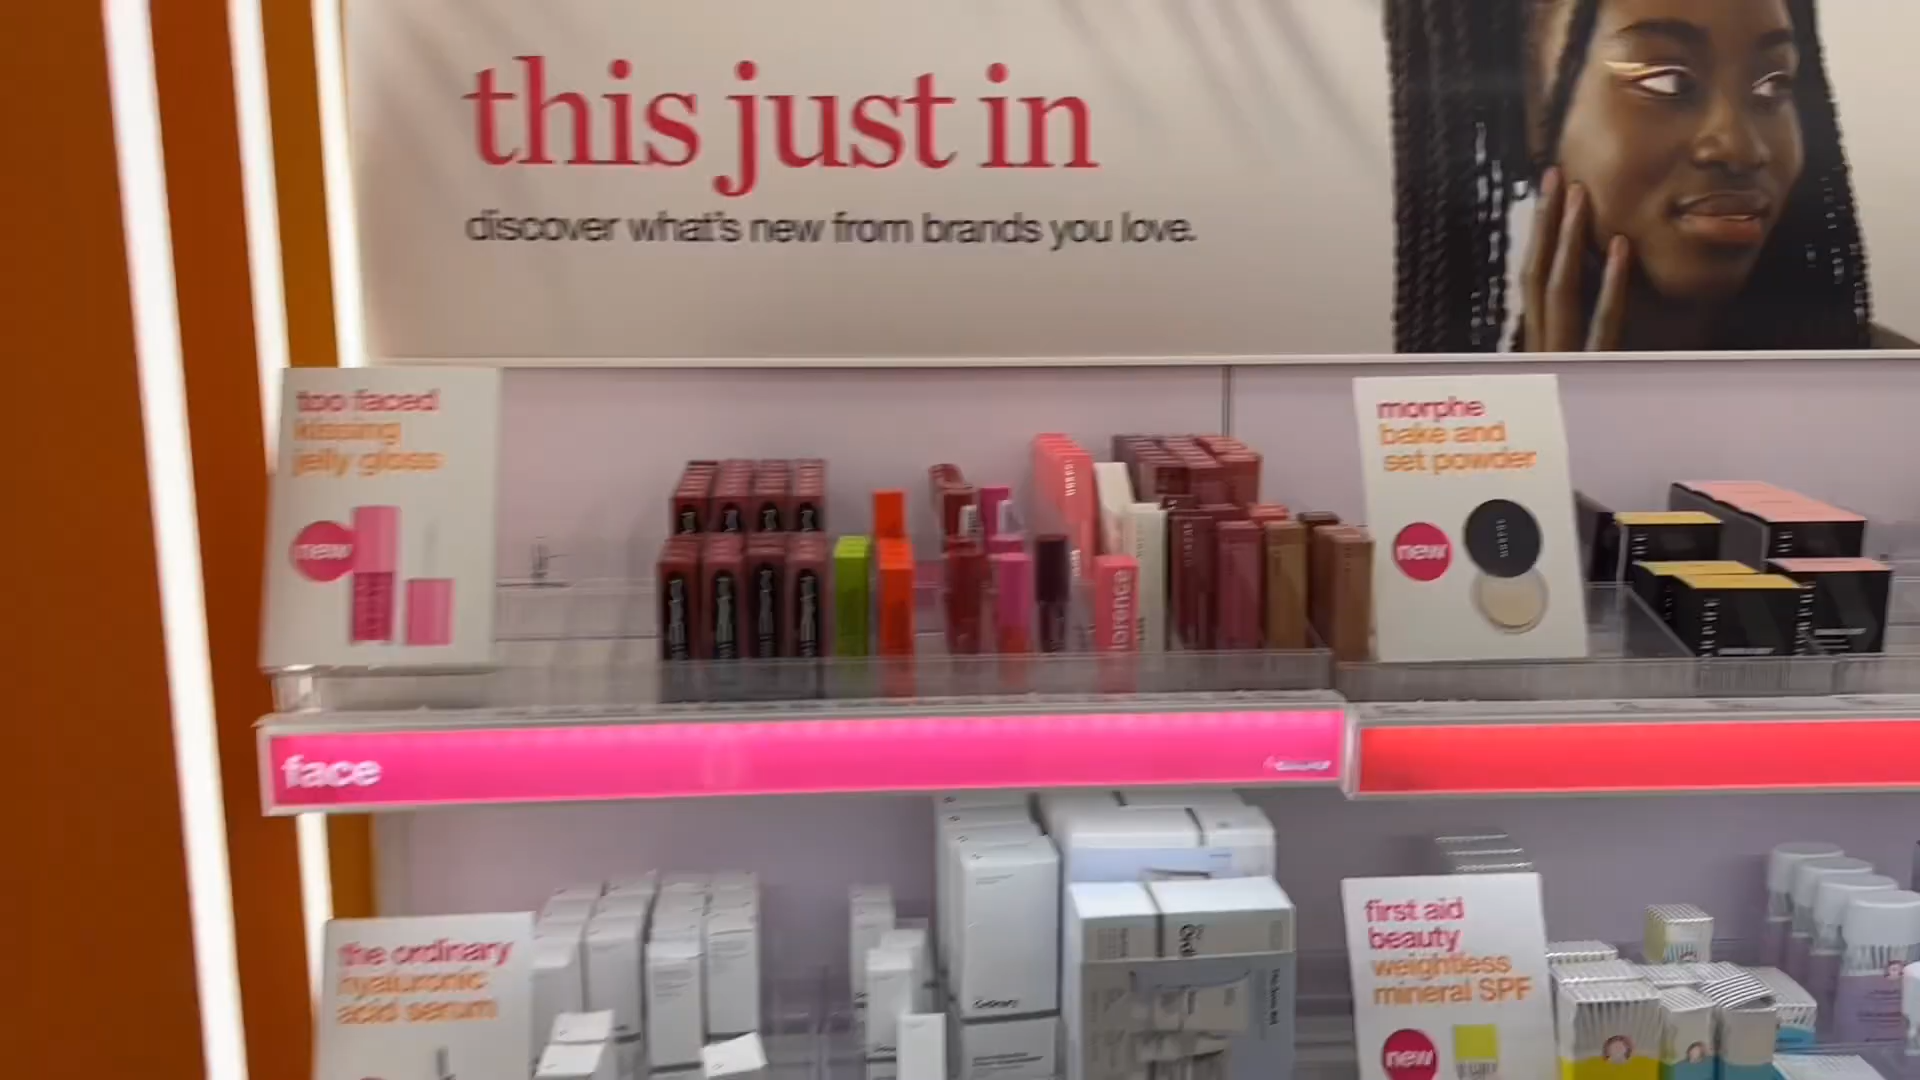 this just in
discover what's new from brands you love.
too faced
kissing
jelly gloss
new
morphe
bake and
set powder
new
florence
face
the ordinary
hyaluronic
acid serum
first aid
beauty
weightless
mineral SPF
new